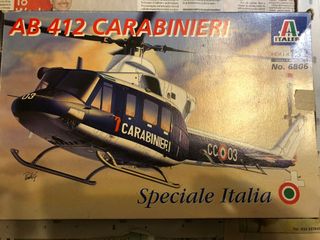 AB 412 CARABINIERI
ITALERI
No. 6806
03
CARABINIERI
CC 03
Speciale Italia